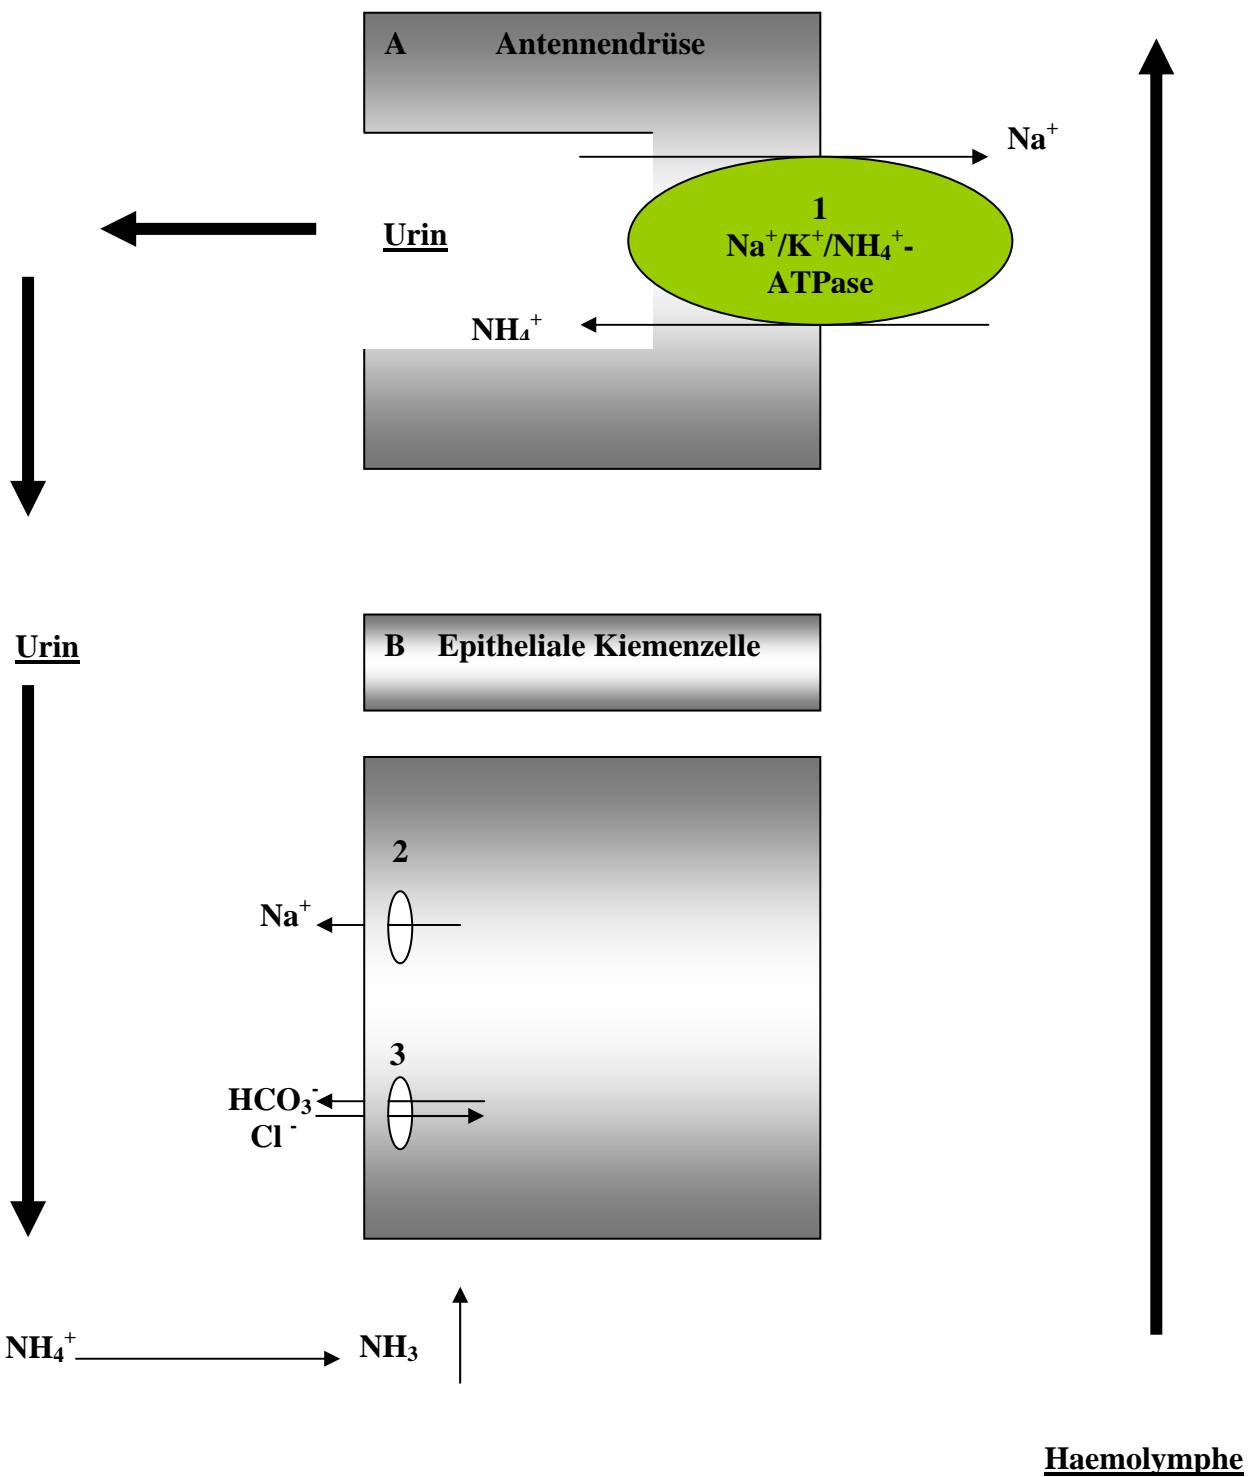 A Antennendrüse
Na⁺
1
Na⁺/K⁺/NH₄⁺-
ATPase
Urin
NH₄⁺
Urin
B Epitheliale Kiemenzelle
2
Na⁺
3
HCO₃⁻
Cl⁻
NH₄⁺
NH₃
Haemolymphe